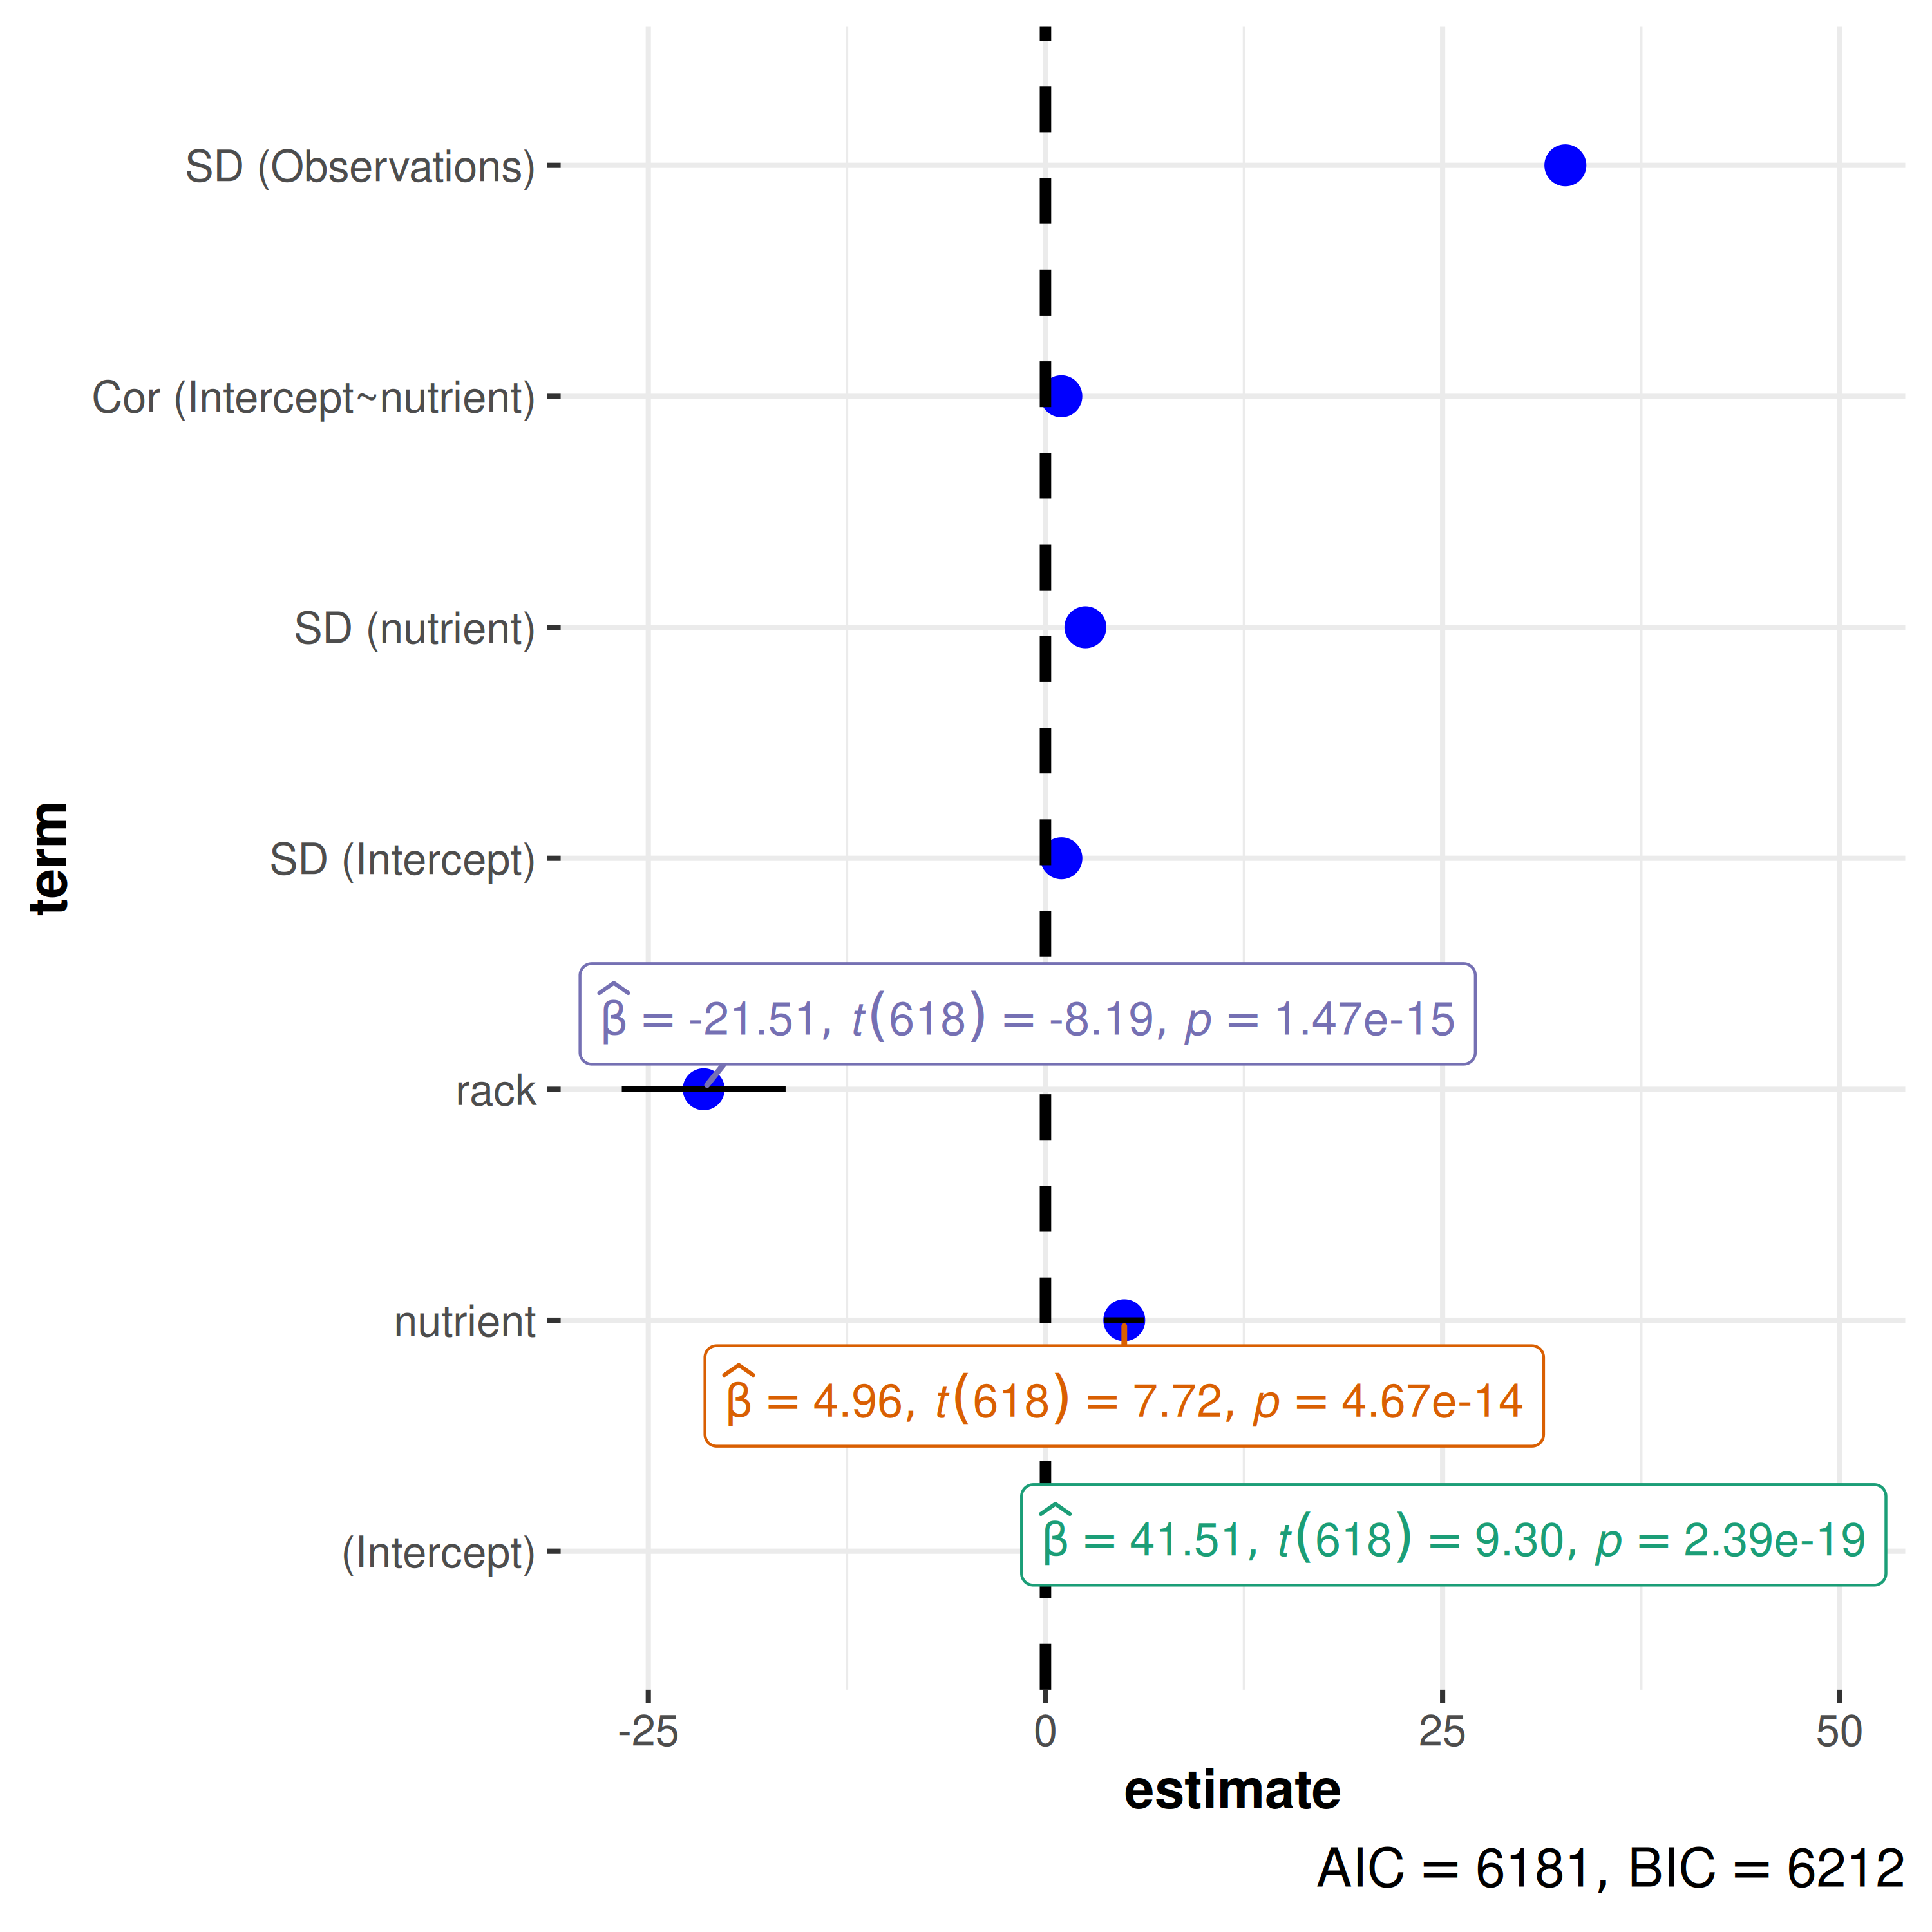 SD (Observations)
Cor (Intercept~nutrient)
SD (nutrient)
SD (Intercept)
β̂ = -21.51, t(618) = -8.19, p = 1.47e-15
rack
nutrient
β̂ = 4.96, t(618) = 7.72, p = 4.67e-14
(Intercept)
β̂ = 41.51, t(618) = 9.30, p = 2.39e-19
term
-25 0 25 50
estimate
AIC = 6181, BIC = 6212